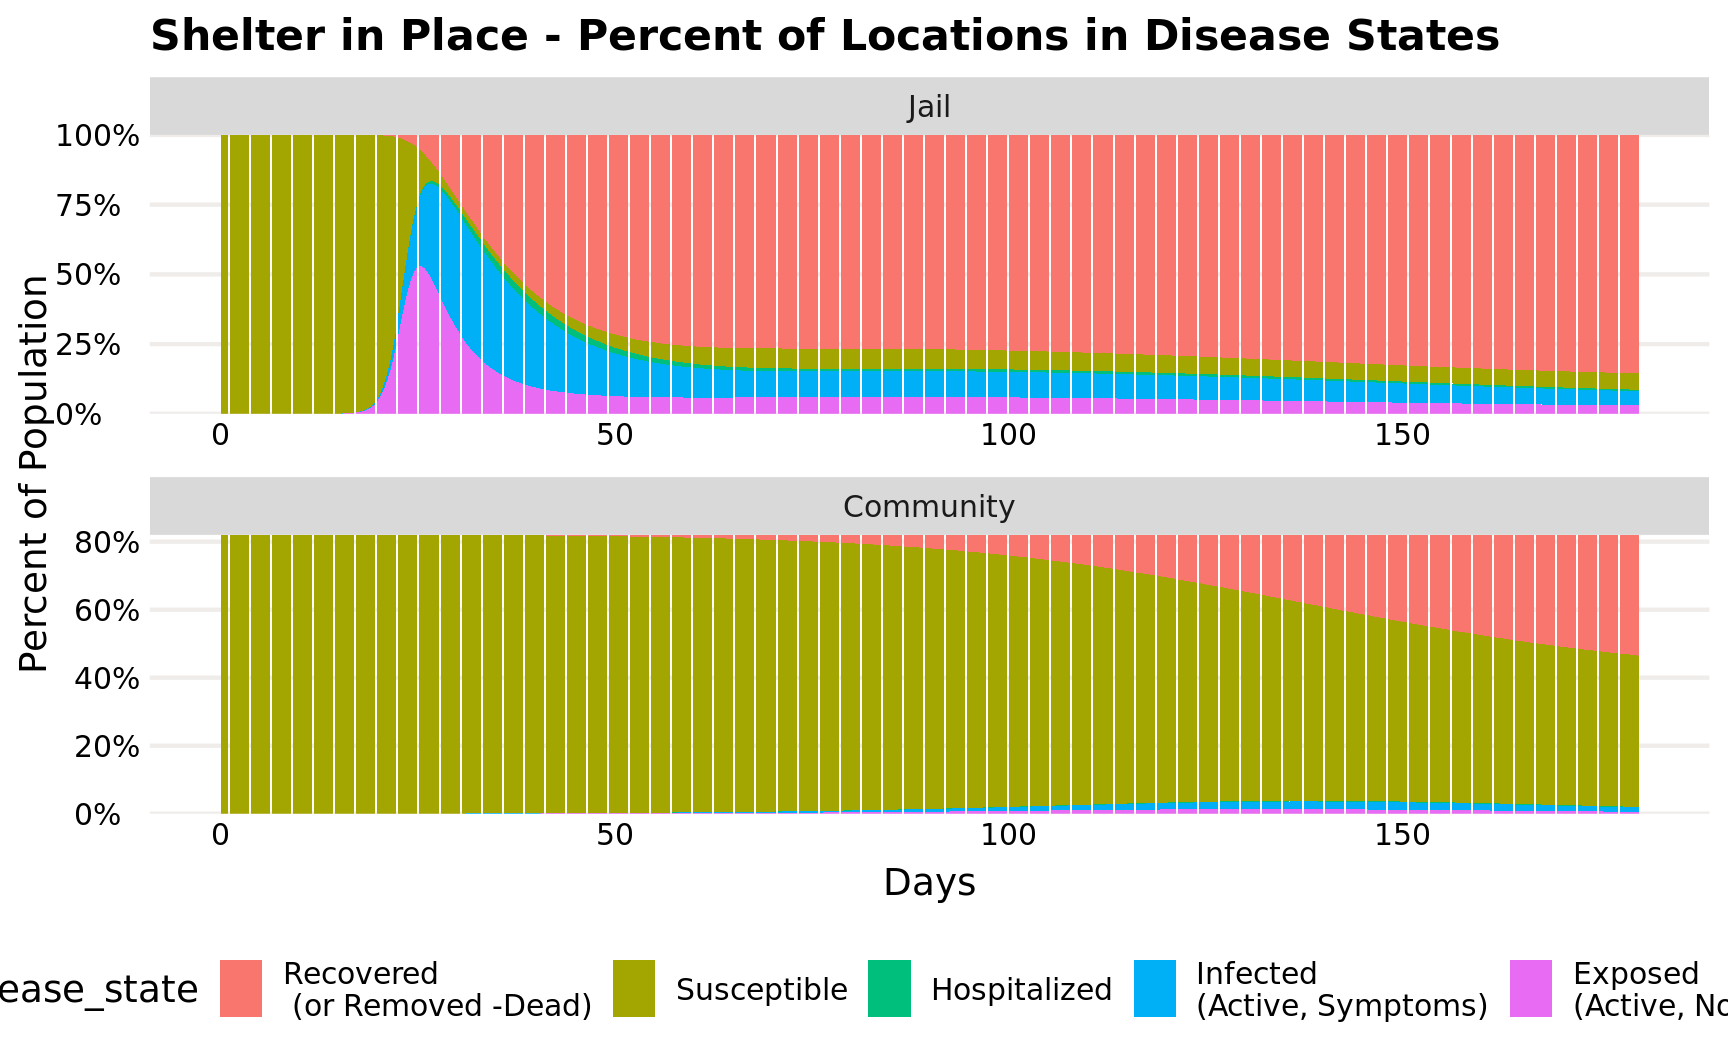 Shelter in Place - Percent of Locations in Disease States
Jail
100%
75%
50%
25%
0%
0 50 100 150
Community
80%
60%
40%
20%
0%
0 50 100 150
Percent of Population
Days
ease_state
Recovered
(or Removed -Dead)
Susceptible
Hospitalized
Infected
(Active, Symptoms)
Exposed
(Active, No